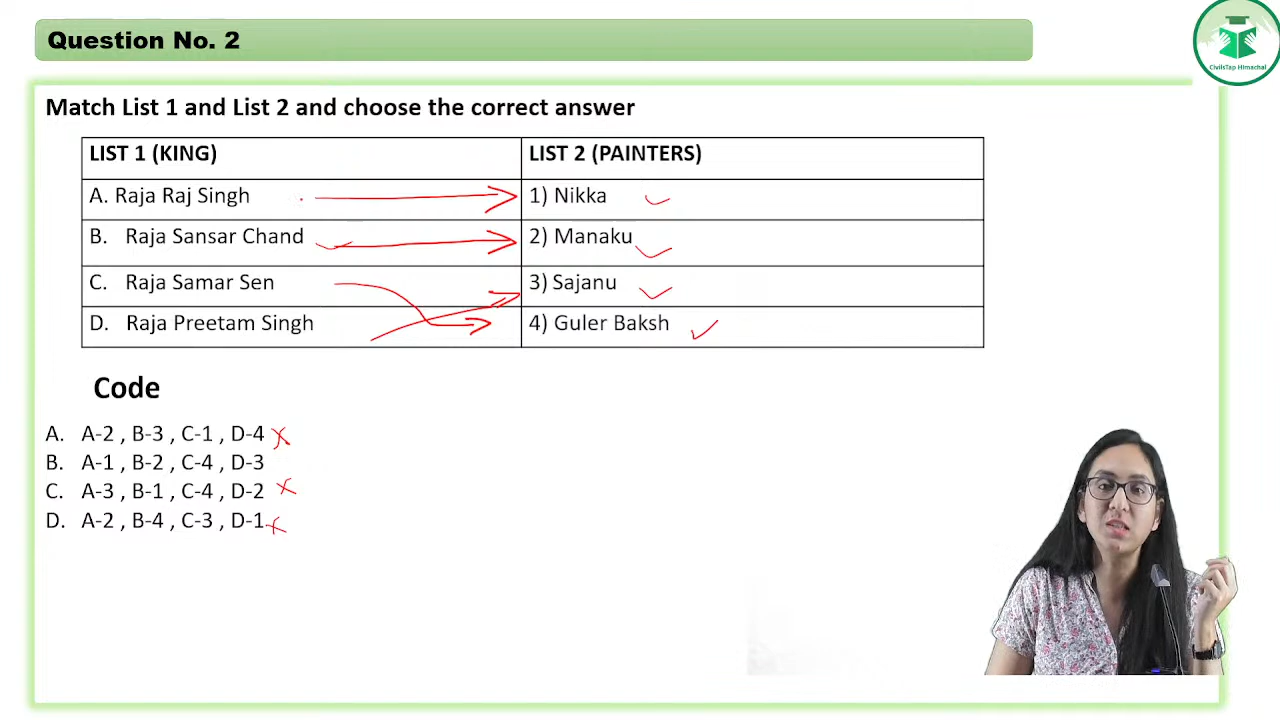 Question No. 2
CivilsTap Himachal
Match List 1 and List 2 and choose the correct answer
LIST 1 (KING) LIST 2 (PAINTERS)
A. Raja Raj Singh 1) Nikka
B. Raja Sansar Chand 2) Manaku
C. Raja Samar Sen 3) Sajanu
D. Raja Preetam Singh 4) Guler Baksh
Code
A. A-2 , B-3 , C-1 , D-4
B. A-1 , B-2 , C-4 , D-3
C. A-3 , B-1 , C-4 , D-2
D. A-2 , B-4 , C-3 , D-1